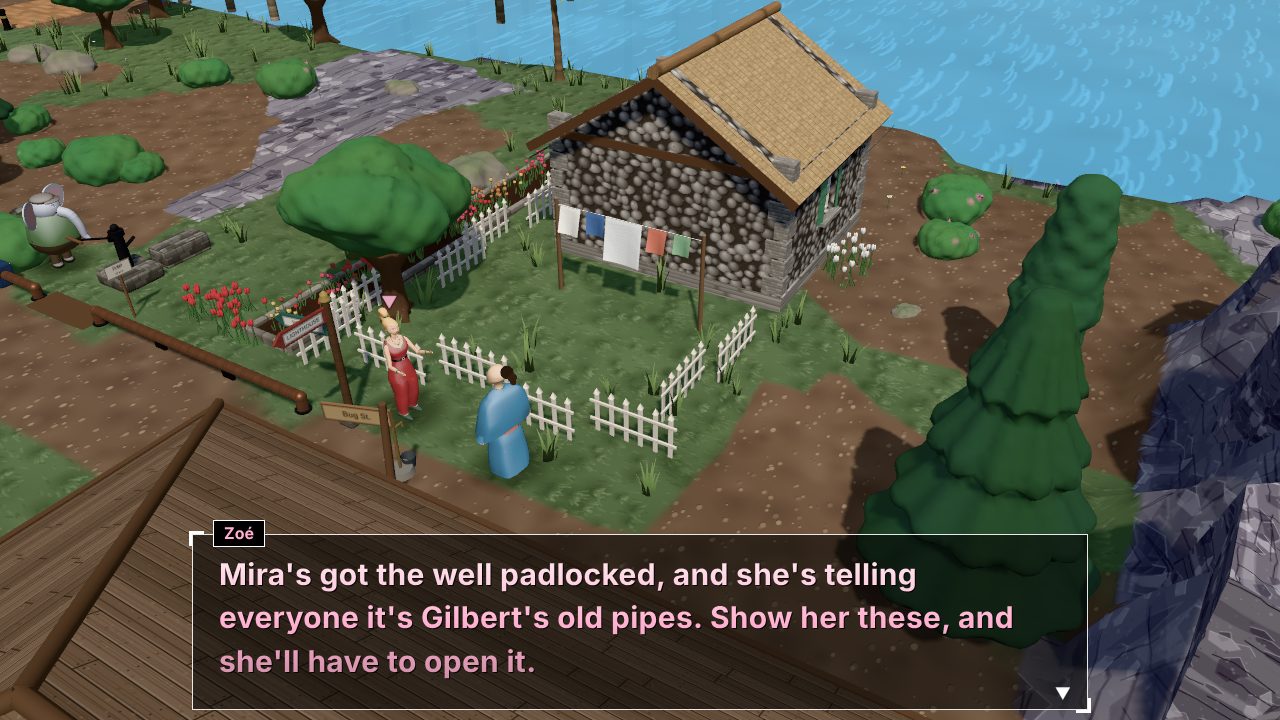 Bug St.
Zoé
Mira's got the well padlocked, and she's telling
everyone it's Gilbert's old pipes. Show her these, and
she'll have to open it.